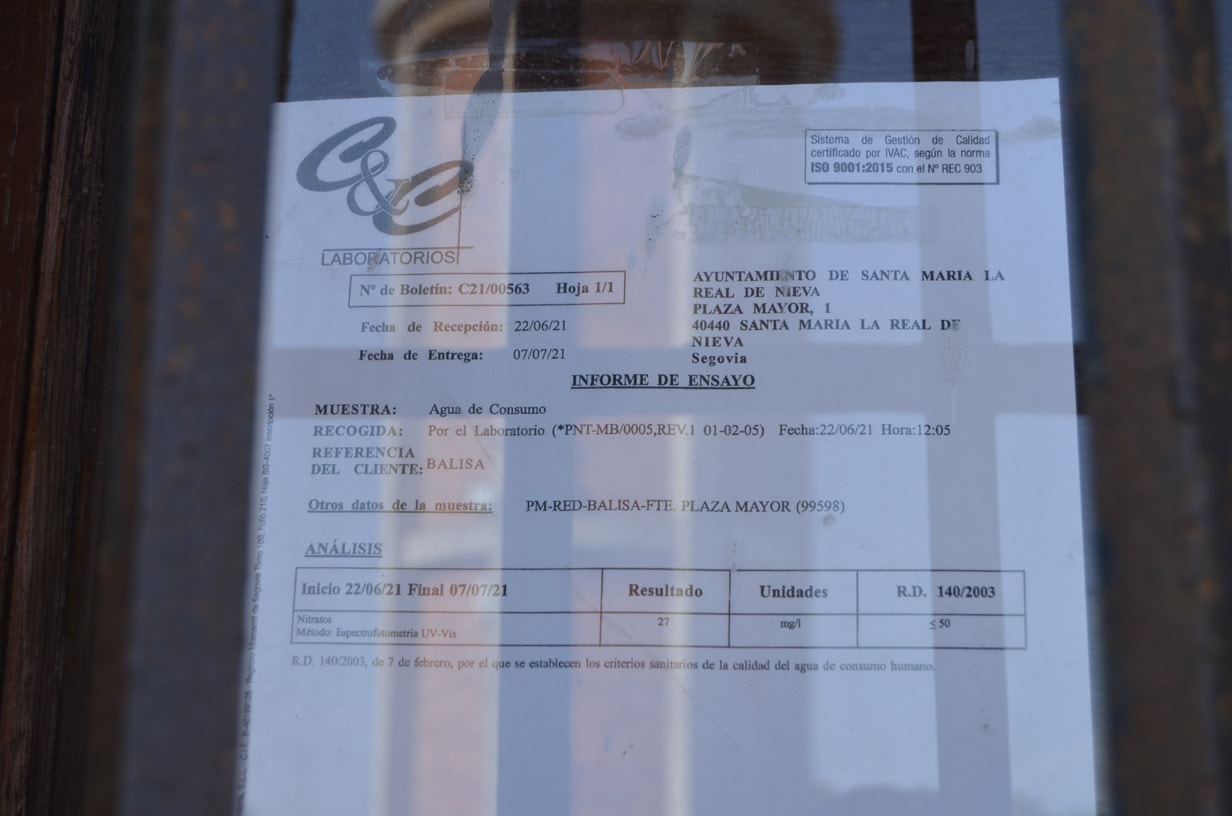 C&C
LABORATORIOS
Sistema de Gestión de Calidad
certificado por IVAC, según la norma
ISO 9001:2015 con el Nº REC 903
Nº de Boletín: C21/00563 Hoja 1/1
Fecha de Recepción: 22/06/21
Fecha de Entrega: 07/07/21
AYUNTAMIENTO DE SANTA MARIA LA
REAL DE NIEVA
PLAZA MAYOR, 1
40440 SANTA MARIA LA REAL DE
NIEVA
Segovia
INFORME DE ENSAYO
MUESTRA: Agua de Consumo
RECOGIDA: Por el Laboratorio (*PNT-MB/0005,REV.1 01-02-05) Fecha:22/06/21 Hora:12:05
REFERENCIA
DEL CLIENTE: BALISA
Otros datos de la muestra: PM-RED-BALISA-FTE. PLAZA MAYOR (99598)
ANÁLISIS
Inicio 22/06/21 Final 07/07/21 Resultado Unidades R.D. 140/2003
Nitratos 27 mg/l ≤ 50
Método: Espectrofotometría UV-Vis
R.D. 140/2003, de 7 de febrero, por el que se establecen los criterios sanitarios de la calidad del agua de consumo humano.